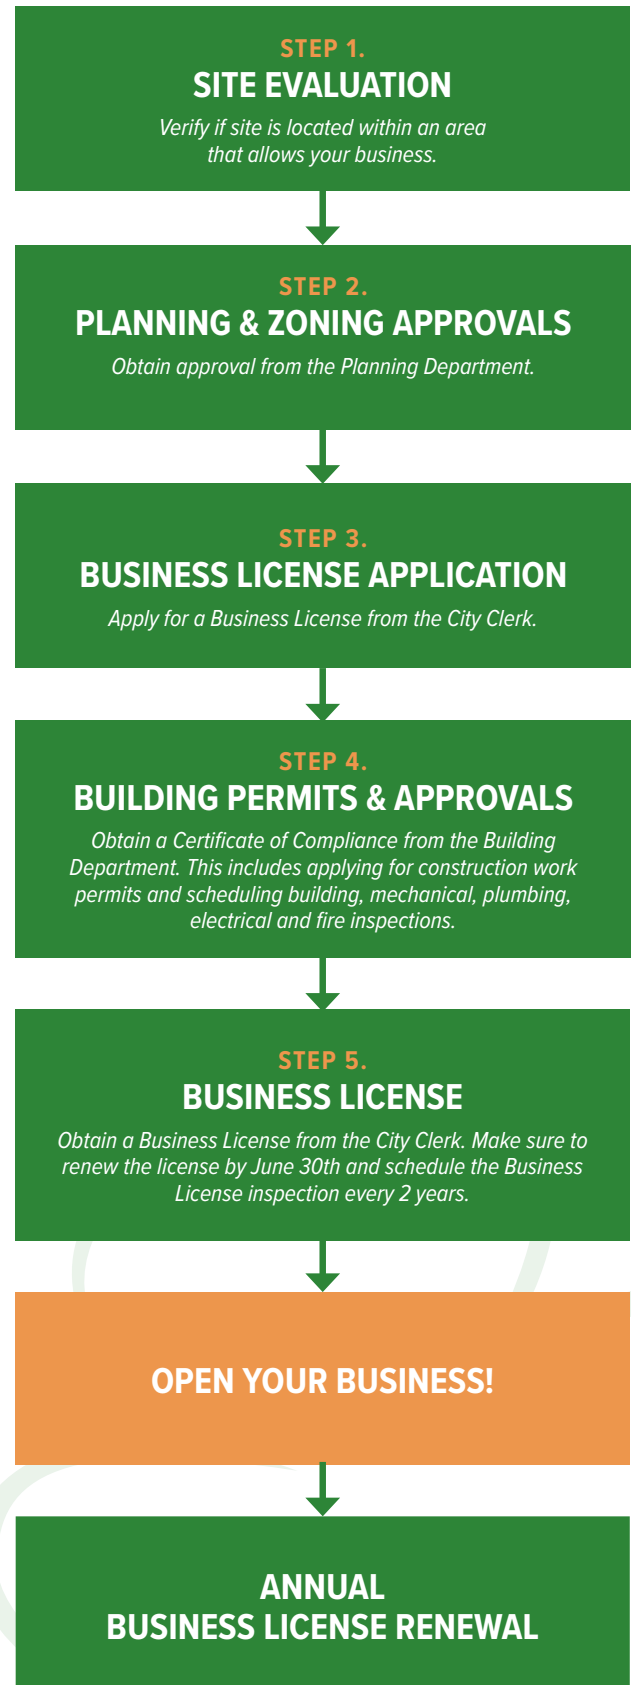 STEP 1.
SITE EVALUATION
Verify if site is located within an area
that allows your business.
STEP 2.
PLANNING & ZONING APPROVALS
Obtain approval from the Planning Department.
STEP 3.
BUSINESS LICENSE APPLICATION
Apply for a Business License from the City Clerk.
STEP 4.
BUILDING PERMITS & APPROVALS
Obtain a Certificate of Compliance from the Building
Department. This includes applying for construction work
permits and scheduling building, mechanical, plumbing,
electrical and fire inspections.
STEP 5.
BUSINESS LICENSE
Obtain a Business License from the City Clerk. Make sure to
renew the license by June 30th and schedule the Business
License inspection every 2 years.
OPEN YOUR BUSINESS!
ANNUAL
BUSINESS LICENSE RENEWAL